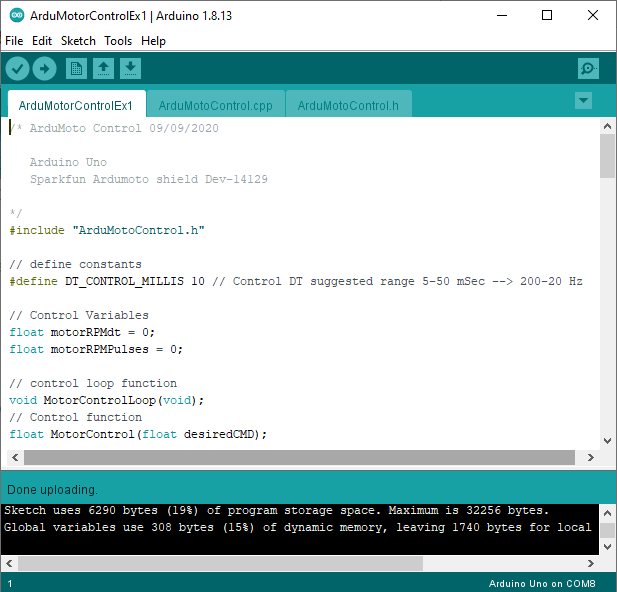 ArduMotorControlEx1 | Arduino 1.8.13
File Edit Sketch Tools Help
ArduMotorControlEx1 ArduMotoControl.cpp ArduMotoControl.h
/* ArduMoto Control 09/09/2020
Arduino Uno
Sparkfun Ardumoto shield Dev-14129
*/
#include "ArduMotoControl.h"
// define constants
#define DT_CONTROL_MILLIS 10 // Control DT suggested range 5-50 mSec --> 200-20 Hz
// Control Variables
float motorRPMdt = 0;
float motorRPMPulses = 0;
// control loop function
void MotorControlLoop(void);
// Control function
float MotorControl(float desiredCMD);
Done uploading.
Sketch uses 6290 bytes (19%) of program storage space. Maximum is 32256 bytes.
Global variables use 308 bytes (15%) of dynamic memory, leaving 1740 bytes for local
1 Arduino Uno on COM8